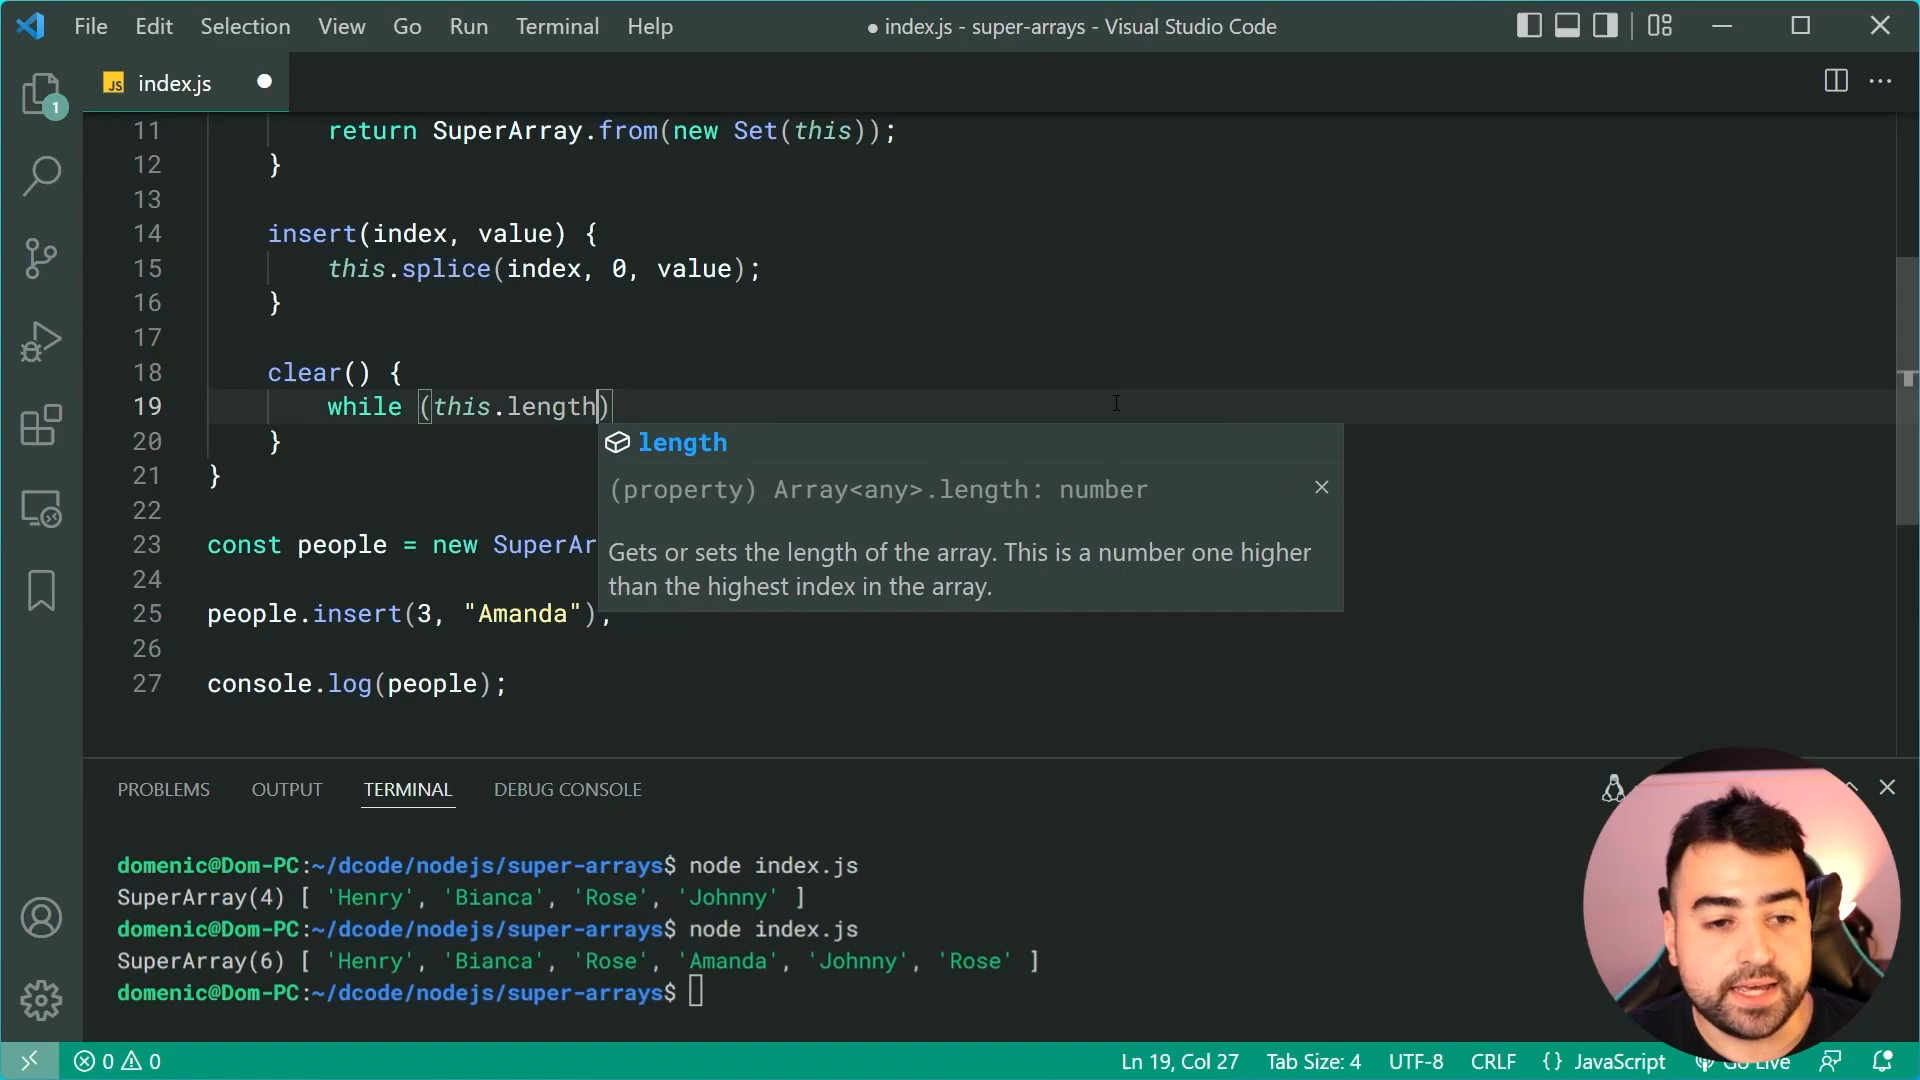 File Edit Selection View Go Run Terminal Help
● index.js - super-arrays - Visual Studio Code
JS index.js
1
11 return SuperArray.from(new Set(this));
12 }
13
14 insert(index, value) {
15 this.splice(index, 0, value);
16 }
17
18 clear() {
19 while (this.length)
20 }
21 }
22
23 const people = new SuperAr
24
25 people.insert(3, "Amanda");
26
27 console.log(people);
length
(property) Array<any>.length: number
Gets or sets the length of the array. This is a number one higher
than the highest index in the array.
PROBLEMS OUTPUT TERMINAL DEBUG CONSOLE
domenic@Dom-PC:~/dcode/nodejs/super-arrays$ node index.js
SuperArray(4) [ 'Henry', 'Bianca', 'Rose', 'Johnny' ]
domenic@Dom-PC:~/dcode/nodejs/super-arrays$ node index.js
SuperArray(6) [ 'Henry', 'Bianca', 'Rose', 'Amanda', 'Johnny', 'Rose' ]
domenic@Dom-PC:~/dcode/nodejs/super-arrays$
0 0 Ln 19, Col 27 Tab Size: 4 UTF-8 CRLF {} JavaScript Go Live